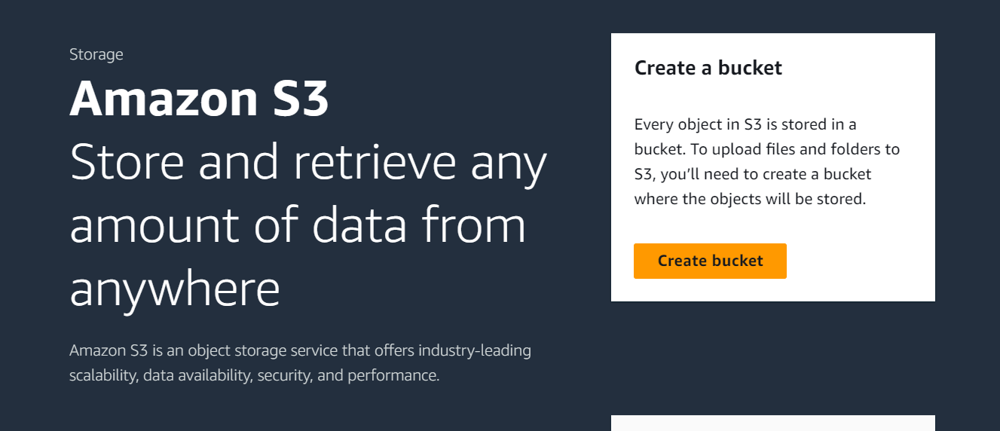 Storage
Amazon S3
Store and retrieve any
amount of data from
anywhere
Amazon S3 is an object storage service that offers industry-leading
scalability, data availability, security, and performance.
Create a bucket
Every object in S3 is stored in a
bucket. To upload files and folders to
S3, you’ll need to create a bucket
where the objects will be stored.
Create bucket